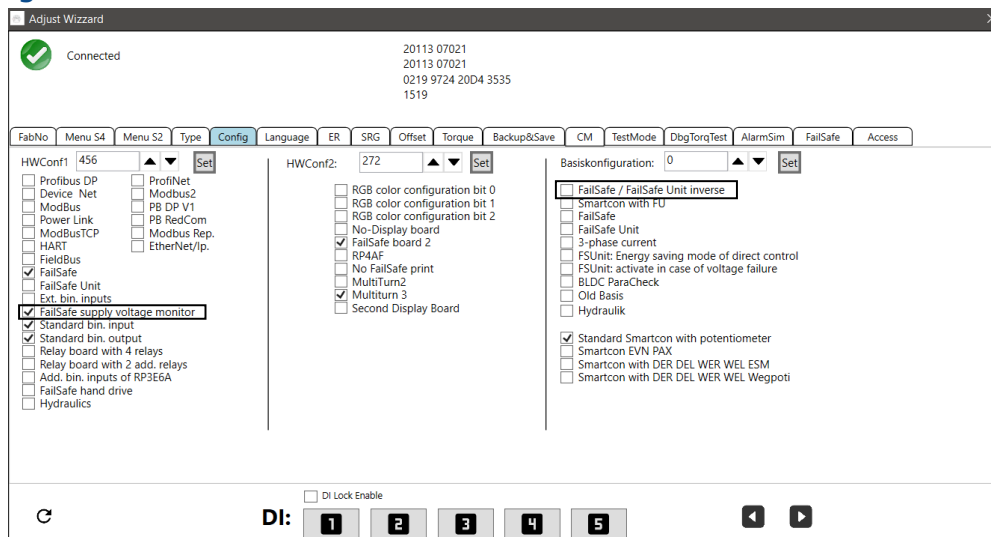 Adjust Wizzard
Connected
20113 07021
20113 07021
0219 9724 20D4 3535
1519
FabNo Menu S4 Menu S2 Type Config Language ER SRG Offset Torque Backup&Save CM TestMode DbgTorqTest AlarmSim FailSafe Access
HWConf1 456 Set
Profibus DP
Device Net
ModBus
Power Link
ModBusTCP
HART
FieldBus
FailSafe
FailSafe Unit
Ext. bin. inputs
FailSafe supply voltage monitor
Standard bin. input
Standard bin. output
Relay board with 4 relays
Relay board with 2 add. relays
Add. bin. inputs of RP3E6A
FailSafe hand drive
Hydraulics
ProfiNet
Modbus2
PB DP V1
PB RedCom
Modbus Rep.
EtherNet/Ip.
HWConf2: 272 Set
RGB color configuration bit 0
RGB color configuration bit 1
RGB color configuration bit 2
No-Display board
FailSafe board 2
RP4AF
No FailSafe print
MultiTurn2
Multiturn 3
Second Display Board
Basiskonfiguration: 0 Set
FailSafe / FailSafe Unit inverse
Smartcon with FU
FailSafe
FailSafe Unit
3-phase current
FSUnit: Energy saving mode of direct control
FSUnit: activate in case of voltage failure
BLDC ParaCheck
Old Basis
Hydraulik
Standard Smartcon with potentiometer
Smartcon EVN PAX
Smartcon with DER DEL WER WEL ESM
Smartcon with DER DEL WER WEL Wegpoti
DI Lock Enable
DI: 1 2 3 4 5